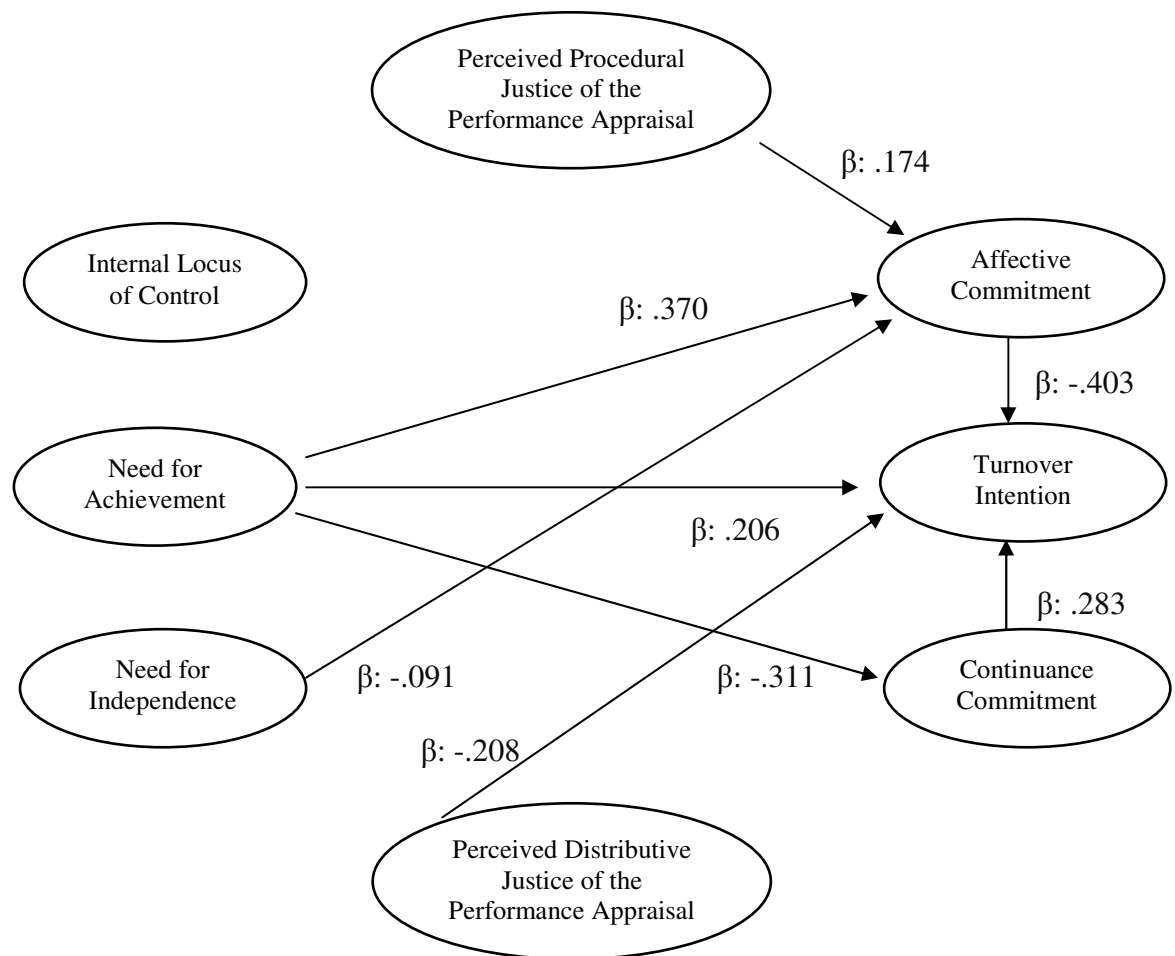 Perceived Procedural
Justice of the
Performance Appraisal
β: .174
Internal Locus
of Control
Affective
Commitment
β: .370
β: -.403
Need for
Achievement
Turnover
Intention
β: .206
β: .283
Need for
Independence
β: -.091
β: -.311
Continuance
Commitment
β: -.208
Perceived Distributive
Justice of the
Performance Appraisal